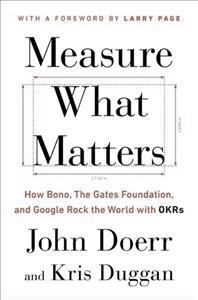 WITH A FOREWORD BY LARRY PAGE
Measure
What
Matters
How Bono, The Gates Foundation,
and Google Rock the World with OKRs
John Doerr
and Kris Duggan